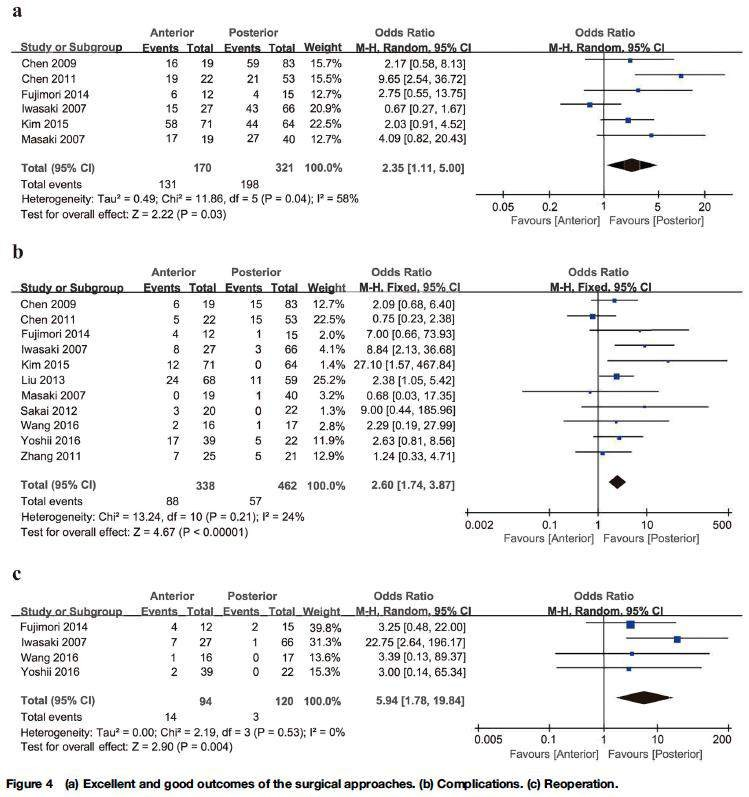 a
Anterior Posterior Odds Ratio Odds Ratio
Study or Subgroup Events Total Events Total Weight M-H, Random, 95% CI M-H, Random, 95% CI
Chen 2009 16 19 59 83 15.7% 2.17 [0.58, 8.13]
Chen 2011 19 22 21 53 15.7% 9.65 [2.54, 36.72]
Fujimori 2014 6 12 4 15 12.7% 2.75 [0.55, 13.75]
Iwasaki 2007 15 27 43 66 20.9% 0.67 [0.27, 1.67]
Kim 2015 58 71 44 64 22.5% 2.03 [0.91, 4.52]
Masaki 2007 17 19 27 40 12.7% 4.09 [0.82, 20.43]
Total (95% CI) 170 321 100.0% 2.35 [1.11, 5.00]
Total events 131 198
Heterogeneity: Tau² = 0.49; Chi² = 11.86, df = 5 (P = 0.04); I² = 58%
Test for overall effect: Z = 2.22 (P = 0.03)
0.05 0.2 1 5 20
Favours [Anterior] Favours [Posterior]
b
Anterior Posterior Odds Ratio Odds Ratio
Study or Subgroup Events Total Events Total Weight M-H, Fixed, 95% CI M-H, Fixed, 95% CI
Chen 2009 6 19 15 83 12.7% 2.09 [0.68, 6.40]
Chen 2011 5 22 15 53 22.5% 0.75 [0.23, 2.38]
Fujimori 2014 4 12 1 15 2.0% 7.00 [0.66, 73.93]
Iwasaki 2007 8 27 3 66 4.1% 8.84 [2.13, 36.68]
Kim 2015 12 71 0 64 1.4% 27.10 [1.57, 467.84]
Liu 2013 24 68 11 59 25.2% 2.38 [1.05, 5.42]
Masaki 2007 0 19 1 40 2.9% 0.68 [0.03, 17.35]
Sakai 2012 3 20 0 22 1.3% 9.00 [0.44, 185.96]
Wang 2016 2 16 1 17 2.8% 2.29 [0.19, 27.99]
Yoshii 2016 17 39 5 22 11.9% 2.63 [0.81, 8.56]
Zhang 2011 7 25 5 21 12.9% 1.24 [0.33, 4.71]
Total (95% CI) 338 462 100.0% 2.60 [1.74, 3.87]
Total events 88 57
Heterogeneity: Chi² = 13.24, df = 10 (P = 0.21); I² = 24%
Test for overall effect: Z = 4.67 (P < 0.00001)
0.002 0.1 1 10 500
Favours [Anterior] Favours [Posterior]
c
Anterior Posterior Odds Ratio Odds Ratio
Study or Subgroup Events Total Events Total Weight M-H, Random, 95% CI M-H, Random, 95% CI
Fujimori 2014 4 12 2 15 39.8% 3.25 [0.48, 22.00]
Iwasaki 2007 7 27 1 66 31.3% 22.75 [2.64, 196.17]
Wang 2016 1 16 0 17 13.6% 3.39 [0.13, 89.37]
Yoshii 2016 2 39 0 22 15.3% 3.00 [0.14, 65.34]
Total (95% CI) 94 120 100.0% 5.94 [1.78, 19.84]
Total events 14 3
Heterogeneity: Tau² = 0.00; Chi² = 2.19, df = 3 (P = 0.53); I² = 0%
Test for overall effect: Z = 2.90 (P = 0.004)
0.005 0.1 1 10 200
Favours [Anterior] Favours [Posterior]
Figure 4 (a) Excellent and good outcomes of the surgical approaches. (b) Complications. (c) Reoperation.